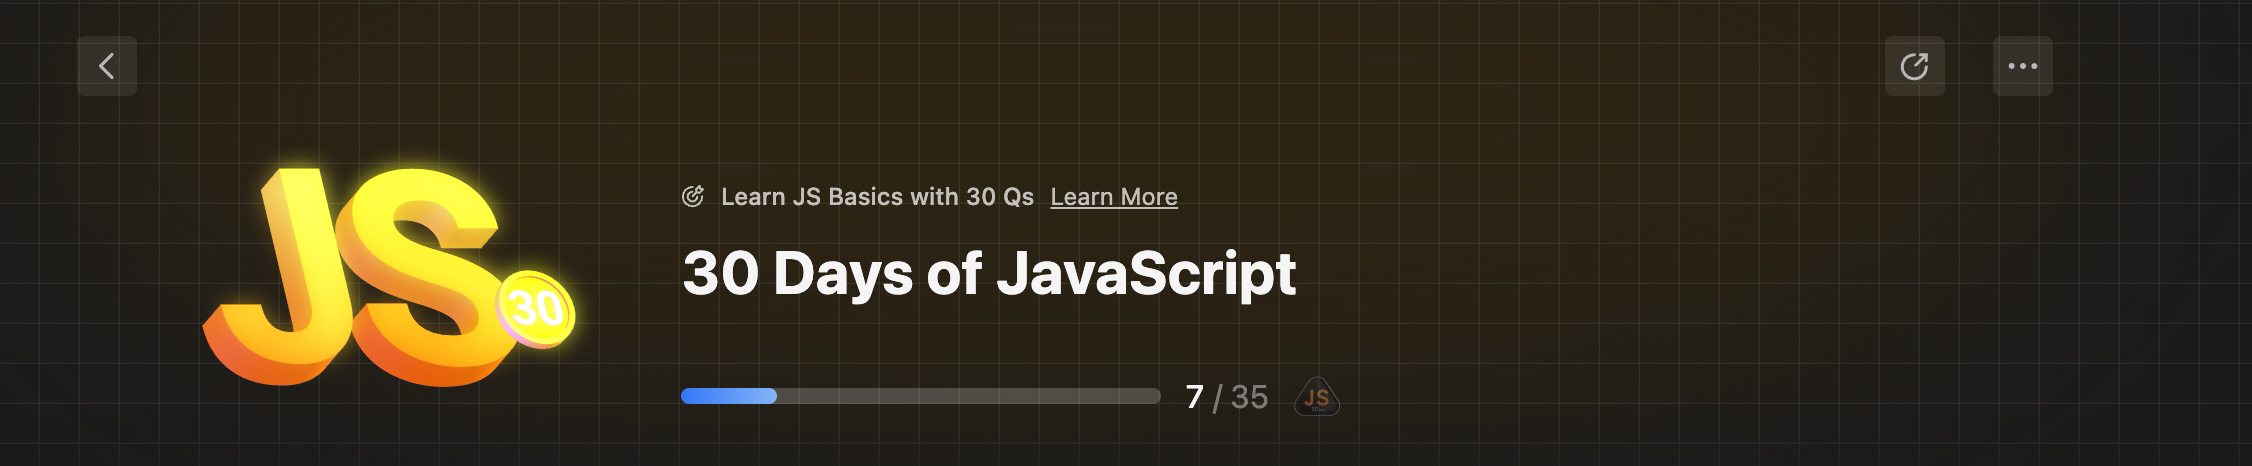 JS
30
Learn JS Basics with 30 Qs Learn More
30 Days of JavaScript
7 / 35
JS